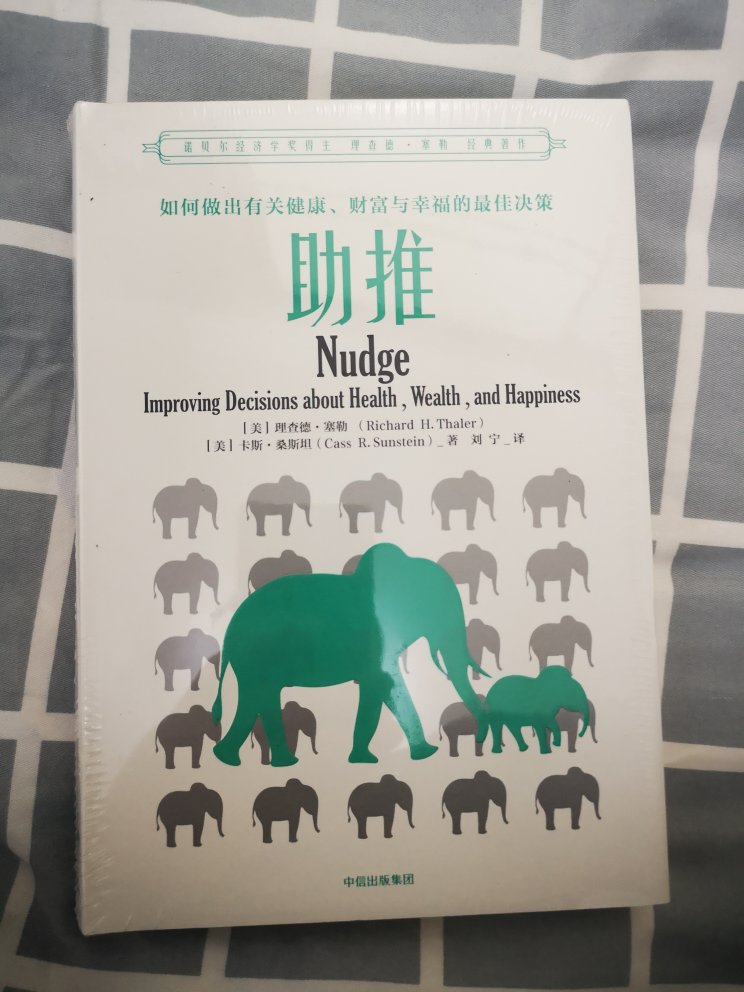 诺贝尔经济学奖得主 理查德·塞勒 经典著作
如何做出有关健康、财富与幸福的最佳决策
助推
Nudge
Improving Decisions about Health , Wealth , and Happiness
［美］理查德·塞勒 （Richard H. Thaler）
［美］卡斯·桑斯坦（Cass R. Sunstein）_ 著 刘 宁 _ 译
中信出版集团